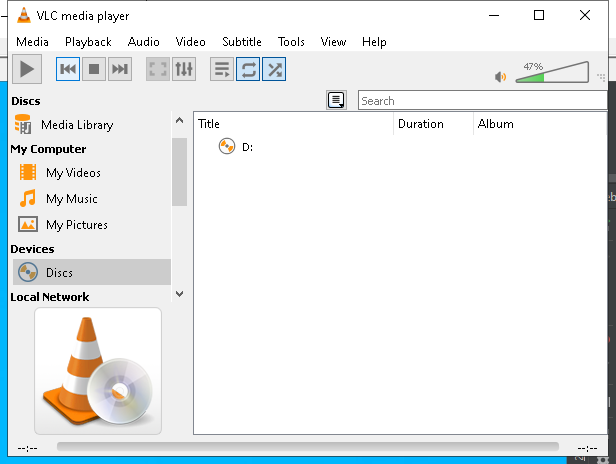 VLC media player
Media Playback Audio Video Subtitle Tools View Help
47%
Discs
Search
Media Library
Title Duration Album
My Computer
D:
My Videos
My Music
My Pictures
Devices
Discs
Local Network
--:-- --:--